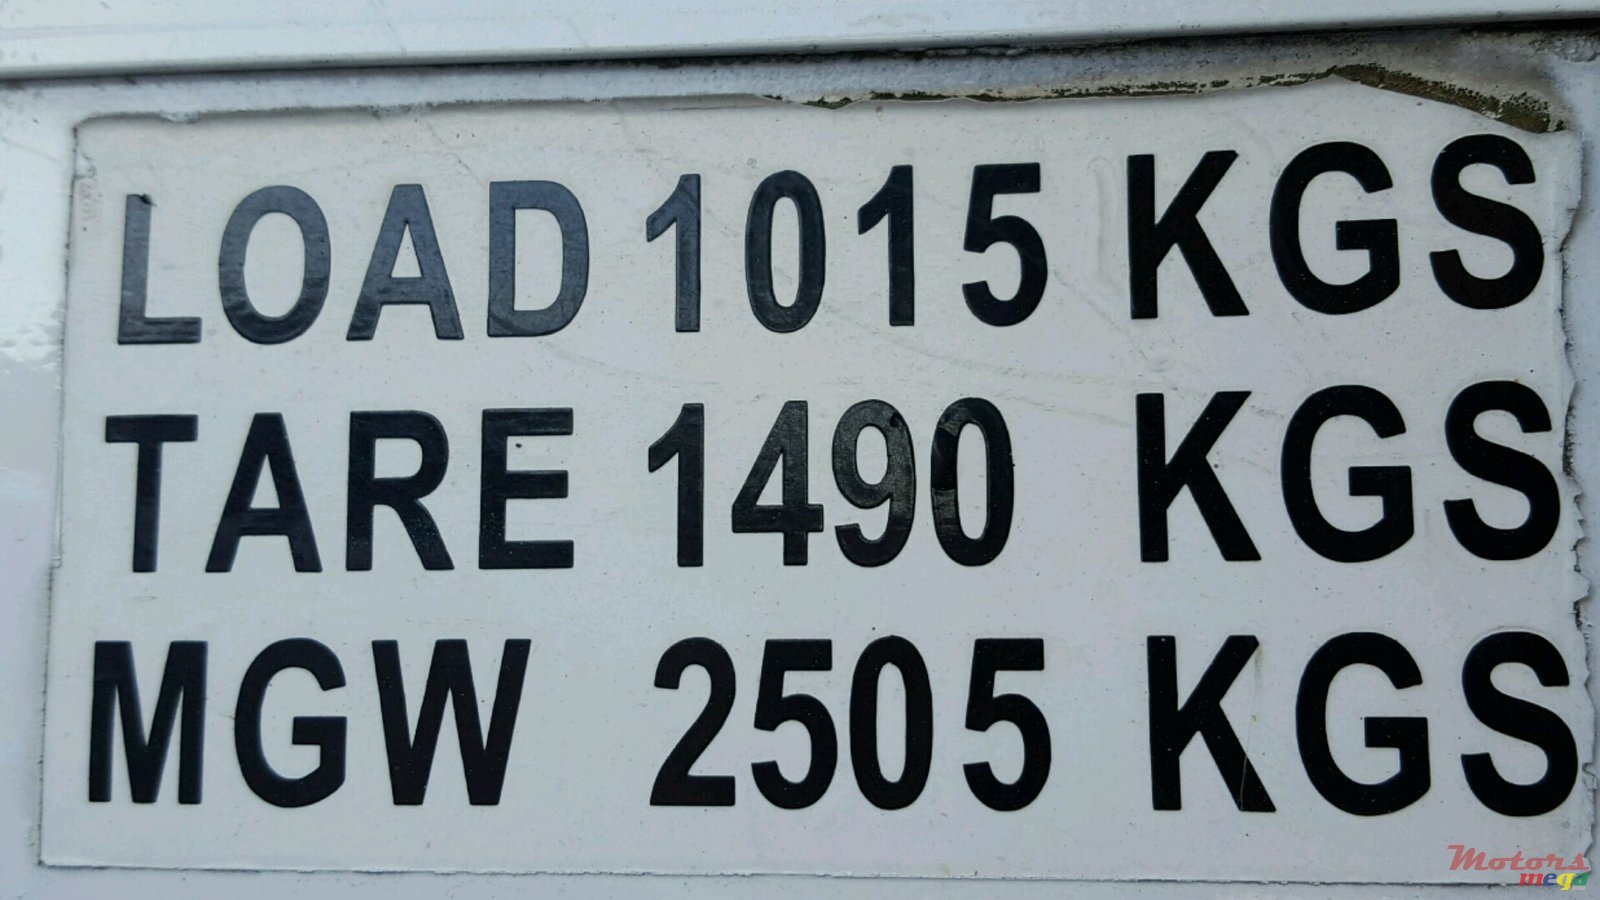 LOAD 1015 KGS
TARE 1490 KGS
MGW 2505 KGS
Motors
mega